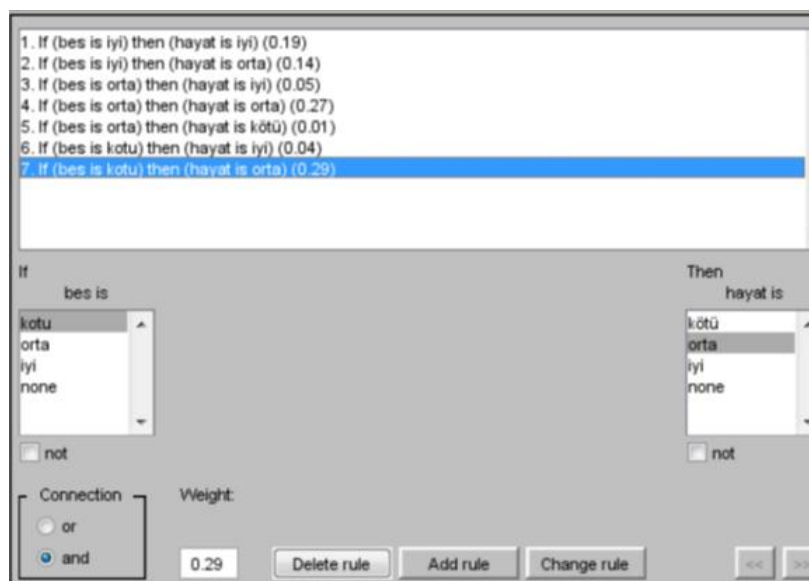 1. If (bes is iyi) then (hayat is iyi) (0.19)
2. If (bes is iyi) then (hayat is orta) (0.14)
3. If (bes is orta) then (hayat is iyi) (0.05)
4. If (bes is orta) then (hayat is orta) (0.27)
5. If (bes is orta) then (hayat is kötü) (0.01)
6. If (bes is kotu) then (hayat is iyi) (0.04)
7. If (bes is kotu) then (hayat is orta) (0.29)
If
Then
bes is
hayat is
kotu
orta
iyi
none
kötü
orta
iyi
none
not
not
Connection
Weight:
or
and
0.29
Delete rule
Add rule
Change rule
<<
>>